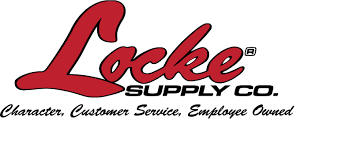 Locke®
SUPPLY CO.
Character, Customer Service, Employee Owned